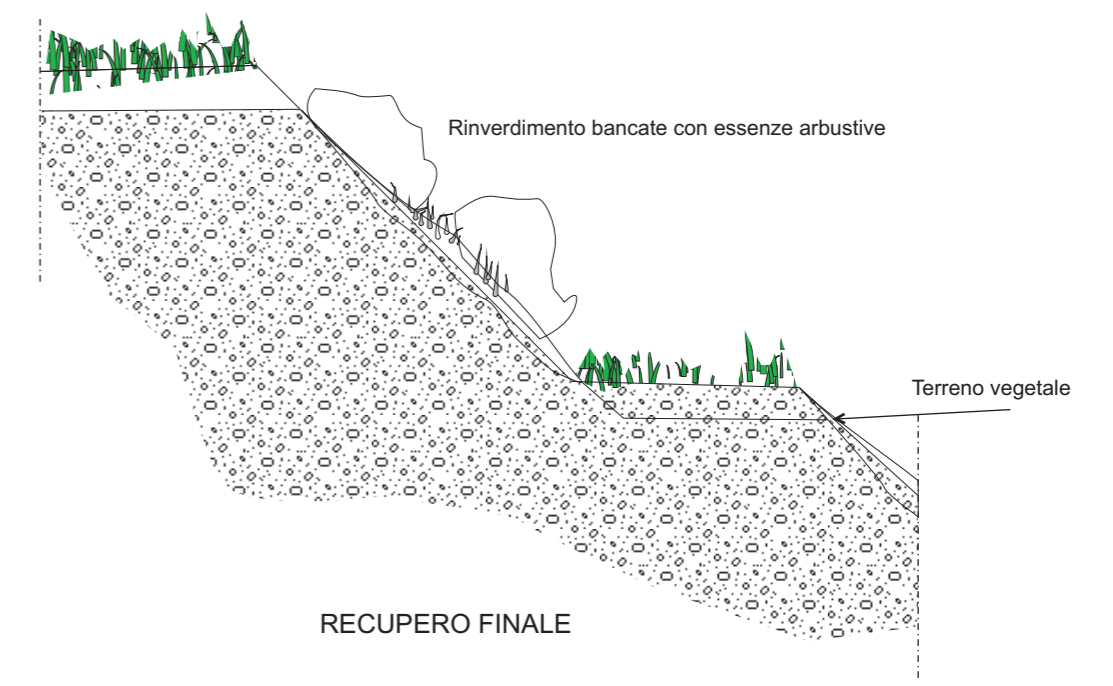 Rinverdimento bancate con essenze arbustive
Terreno vegetale
RECUPERO FINALE